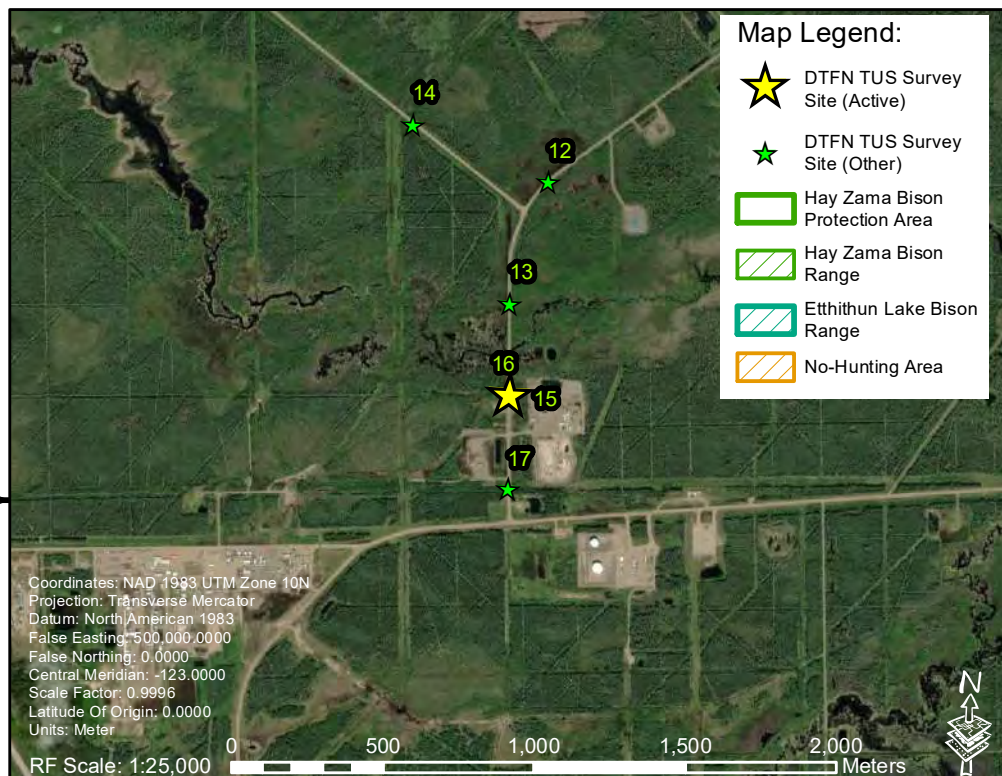 Map Legend:
DTFN TUS Survey
Site (Active)
DTFN TUS Survey
Site (Other)
Hay Zama Bison
Protection Area
Hay Zama Bison
Range
Etthithun Lake Bison
Range
No-Hunting Area
14
12
13
16
15
17
Coordinates: NAD 1983 UTM Zone 10N
Projection: Transverse Mercator
Datum: North American 1983
False Easting: 500,000.0000
False Northing: 0.0000
Central Meridian: -123.0000
Scale Factor: 0.9996
Latitude Of Origin: 0.0000
Units: Meter
RF Scale: 1:25,000
0 500 1,000 1,500 2,000
Meters
N